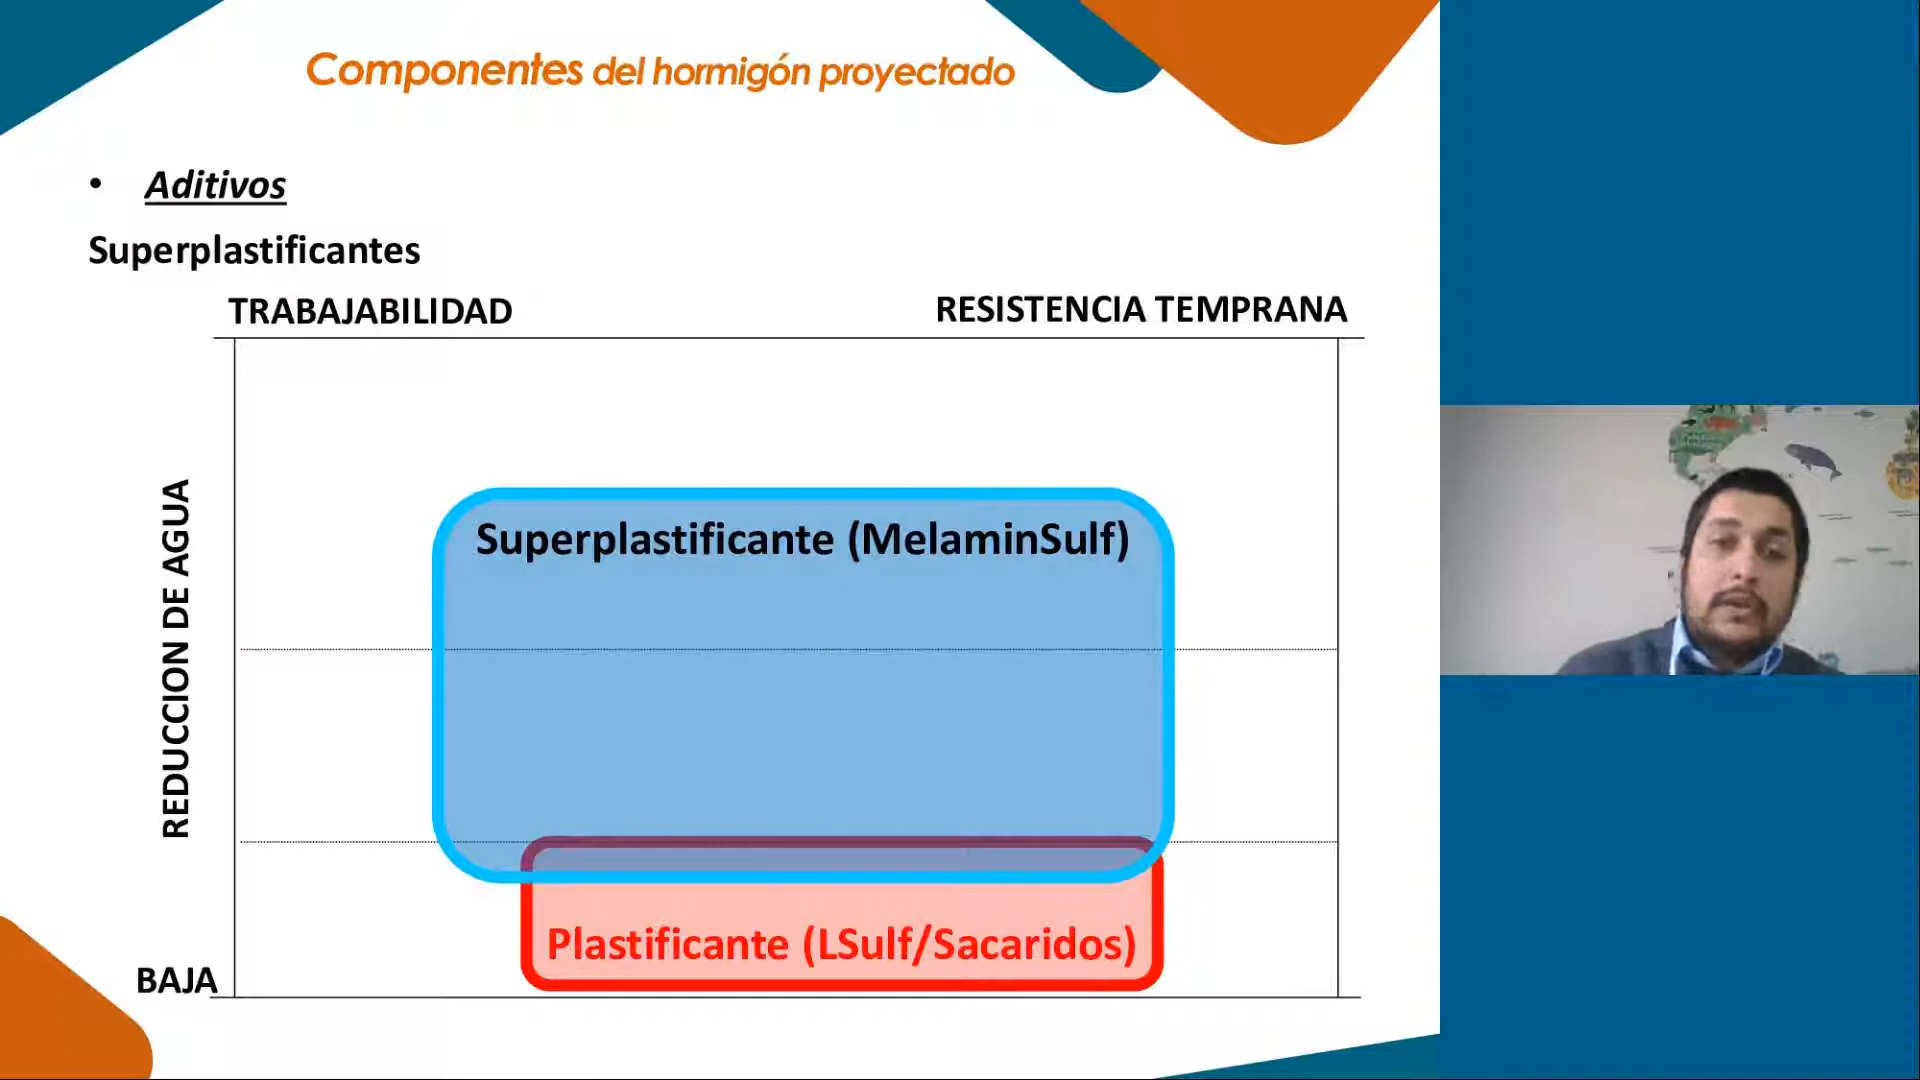 Componentes del hormigón proyectado
• Aditivos
Superplastificantes
TRABAJABILIDAD
RESISTENCIA TEMPRANA
REDUCCION DE AGUA
Superplastificante (MelaminSulf)
Plastificante (LSulf/Sacaridos)
BAJA